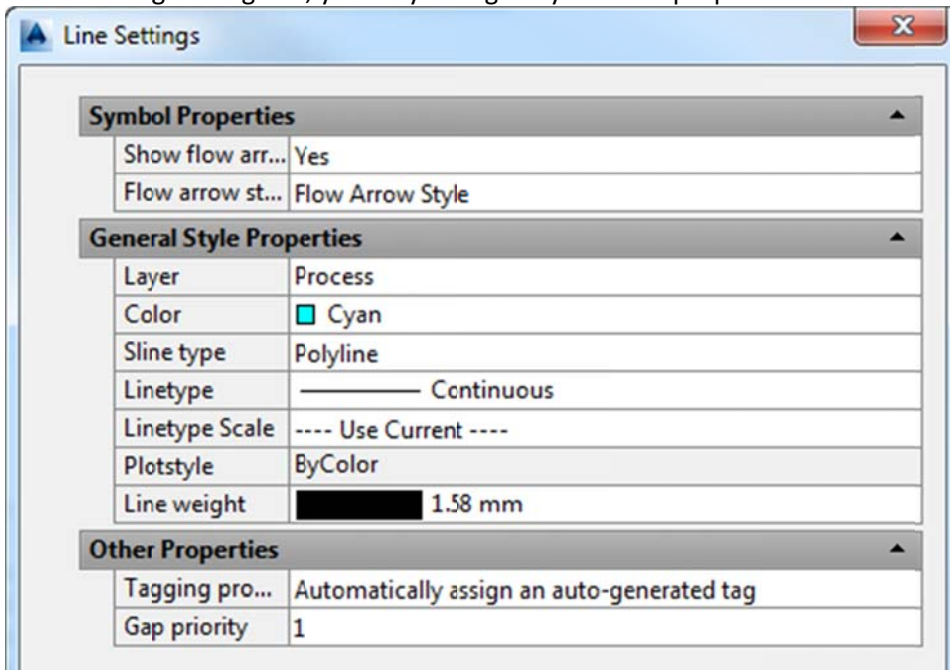 Line Settings
Symbol Properties
Show flow arr... Yes
Flow arrow st... Flow Arrow Style
General Style Properties
Layer Process
Color Cyan
Sline type Polyline
Linetype Continuous
Linetype Scale ---- Use Current ----
Plotstyle ByColor
Line weight 1.58 mm
Other Properties
Tagging pro... Automatically assign an auto-generated tag
Gap priority 1